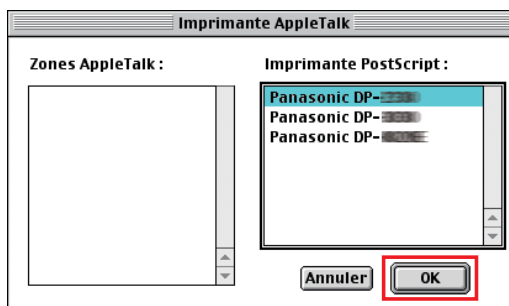 Imprimante AppleTalk
Zones AppleTalk :
Imprimante PostScript :
Panasonic DP-
Panasonic DP-
Panasonic DP-
Annuler
OK